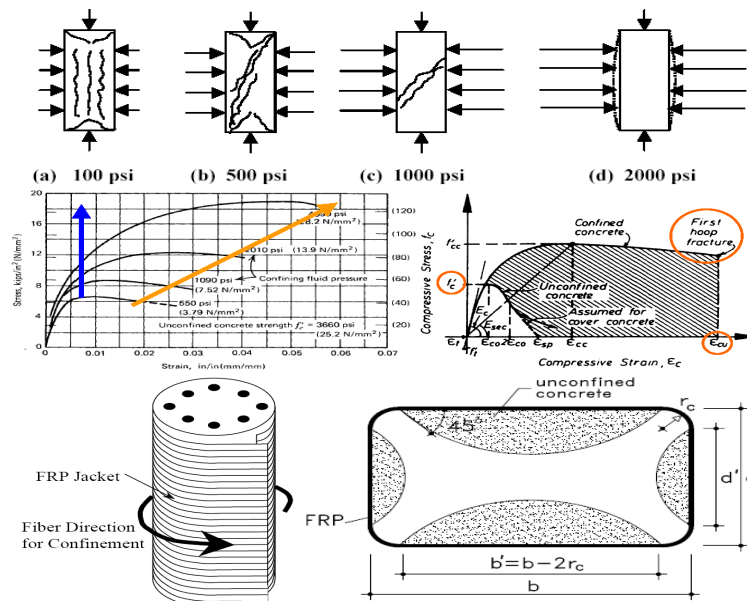 (a) 100 psi
(b) 500 psi
(c) 1000 psi
(d) 2000 psi
Stress, kips/in² (N/mm²)
20
16
12
8
4
0
(120)
(100)
(80)
(60)
(40)
(20)
psi
(28.2 N/mm²)
2010 psi (13.9 N/mm²)
Confining fluid pressure
1090 psi
(7.52 N/mm²)
550 psi
(3.79 N/mm²)
Unconfined concrete strength f'c = 3660 psi
(25.2 N/mm²)
0 0.01 0.02 0.03 0.04 0.05 0.06 0.07
Strain, in/in(mm/mm)
Compressive Stress, fc
f'cc
f'c
Confined
concrete
First
hoop
fracture
Unconfined
concrete
Assumed for
cover concrete
Ec
Esec
f't
εt εco 2εco εsp εcc εcu
Compressive Strain, εc
FRP Jacket
Fiber Direction
for Confinement
unconfined
concrete
45°
rc
d'
FRP
b'=b-2rc
b